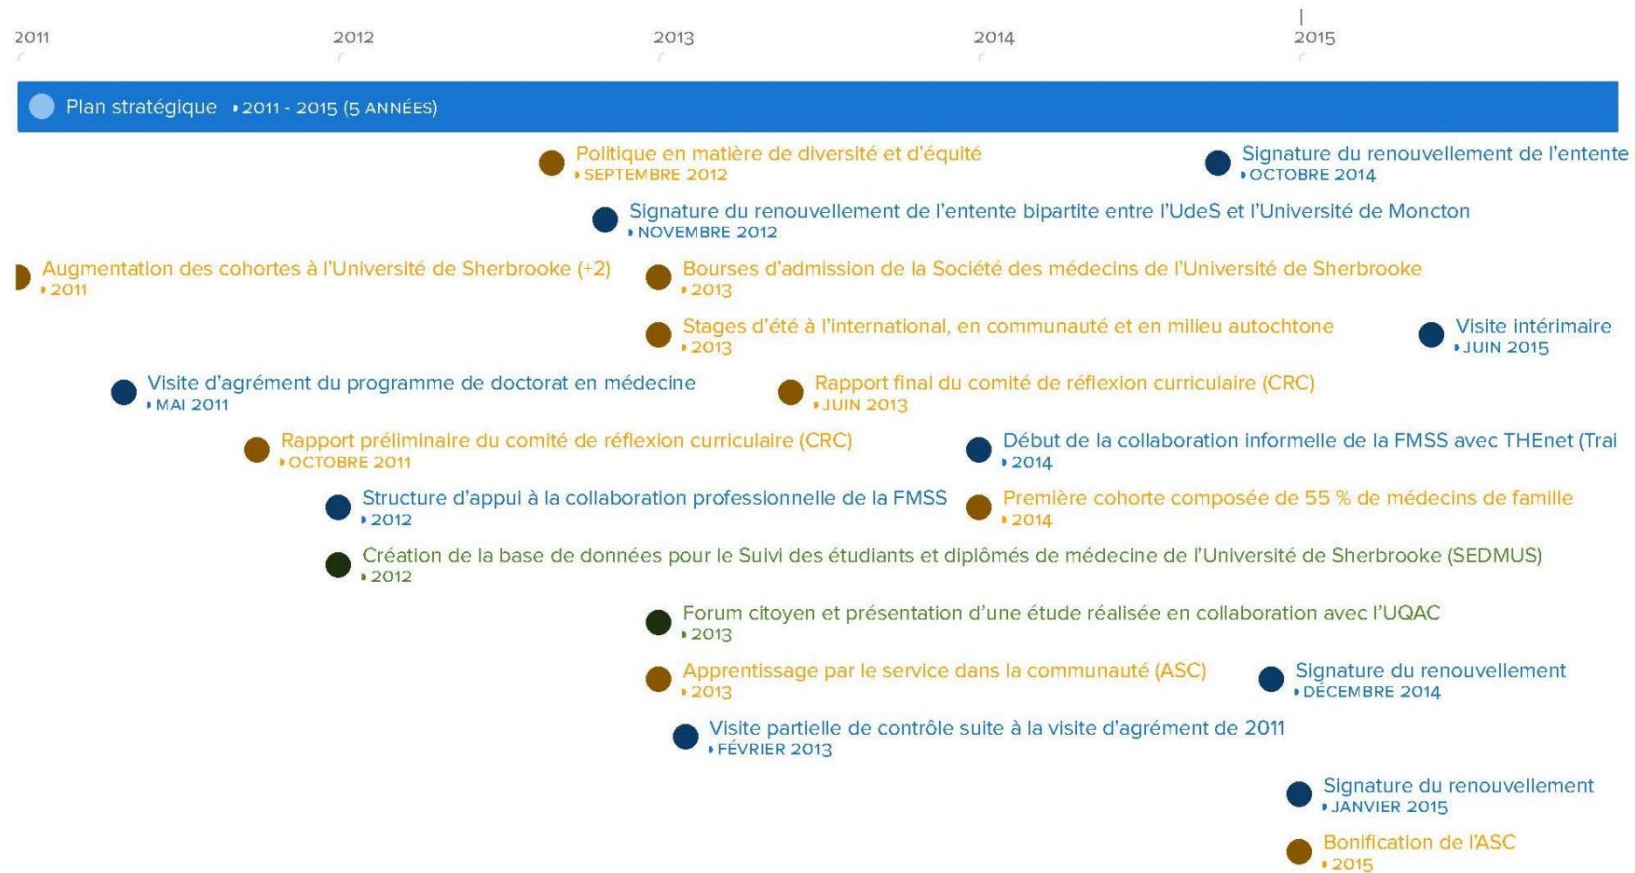 2011 2012 2013 2014 2015
Plan stratégique 2011 - 2015 (5 ANNÉES)
Politique en matière de diversité et d'équité
SEPTEMBRE 2012
Signature du renouvellement de l'entente
OCTOBRE 2014
Signature du renouvellement de l'entente bipartite entre l'UdeS et l'Université de Moncton
NOVEMBRE 2012
Augmentation des cohortes à l'Université de Sherbrooke (+2)
2011
Bourses d'admission de la Société des médecins de l'Université de Sherbrooke
2013
Stages d'été à l'international, en communauté et en milieu autochtone
2013
Visite intérimaire
JUIN 2015
Visite d'agrément du programme de doctorat en médecine
MAI 2011
Rapport final du comité de réflexion curriculaire (CRC)
JUIN 2013
Rapport préliminaire du comité de réflexion curriculaire (CRC)
OCTOBRE 2011
Début de la collaboration informelle de la FMSS avec THEnet (Trai
2014
Structure d'appui à la collaboration professionnelle de la FMSS
2012
Première cohorte composée de 55 % de médecins de famille
2014
Création de la base de données pour le Suivi des étudiants et diplômés de médecine de l'Université de Sherbrooke (SEDMUS)
2012
Forum citoyen et présentation d'une étude réalisée en collaboration avec l'UQAC
2013
Apprentissage par le service dans la communauté (ASC)
2013
Signature du renouvellement
DÉCEMBRE 2014
Visite partielle de contrôle suite à la visite d'agrément de 2011
FÉVRIER 2013
Signature du renouvellement
JANVIER 2015
Bonification de l'ASC
2015